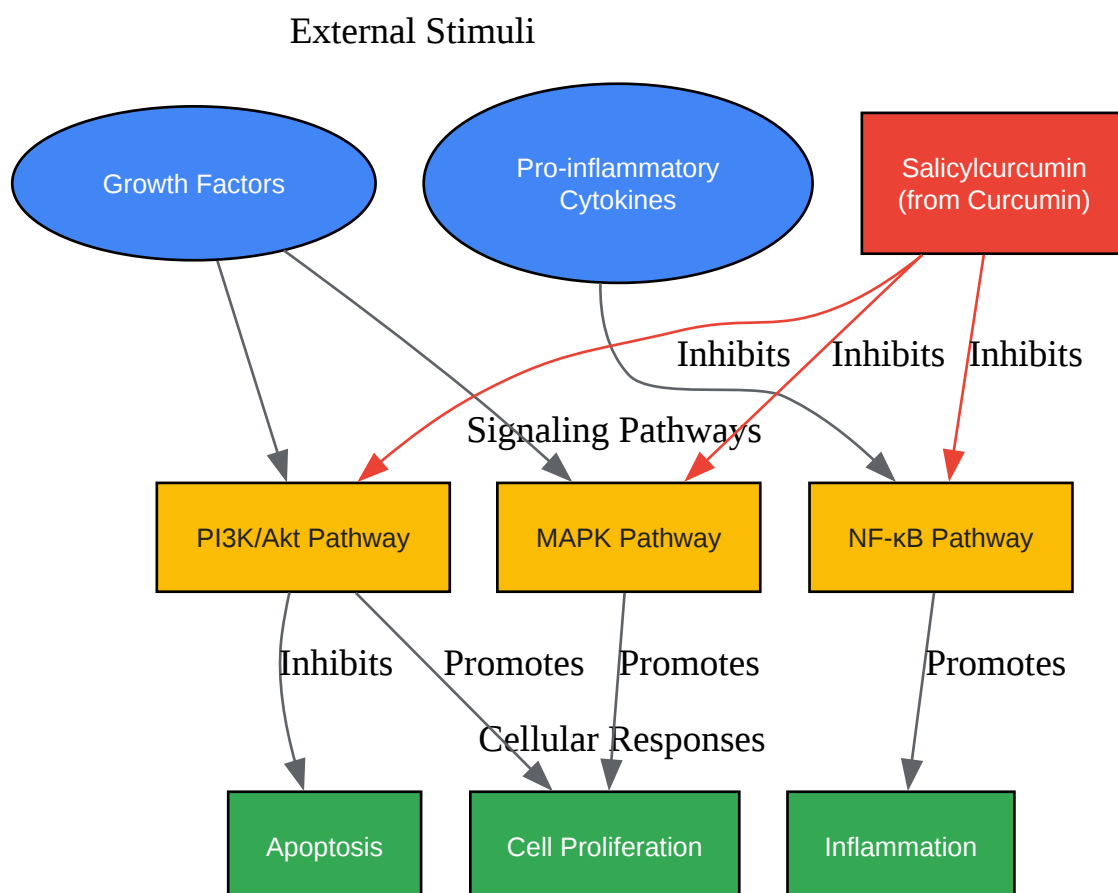 External Stimuli
Growth Factors
Pro-inflammatory
Cytokines
Salicylcurcumin
(from Curcumin)
Inhibits
Inhibits
Inhibits
Signaling Pathways
PI3K/Akt Pathway
MAPK Pathway
NF-κB Pathway
Inhibits
Promotes
Promotes
Promotes
Cellular Responses
Apoptosis
Cell Proliferation
Inflammation